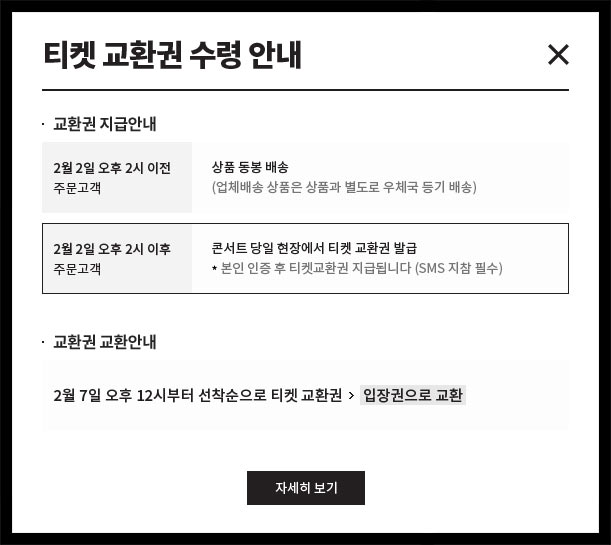 티켓 교환권 수령 안내
· 교환권 지급안내
2월 2일 오후 2시 이전
주문고객
상품 동봉 배송
(업체배송 상품은 상품과 별도로 우체국 등기 배송)
2월 2일 오후 2시 이후
주문고객
콘서트 당일 현장에서 티켓 교환권 발급
* 본인 인증 후 티켓교환권 지급됩니다 (SMS 지참 필수)
· 교환권 교환안내
2월 7일 오후 12시부터 선착순으로 티켓 교환권 > 입장권으로 교환
자세히 보기